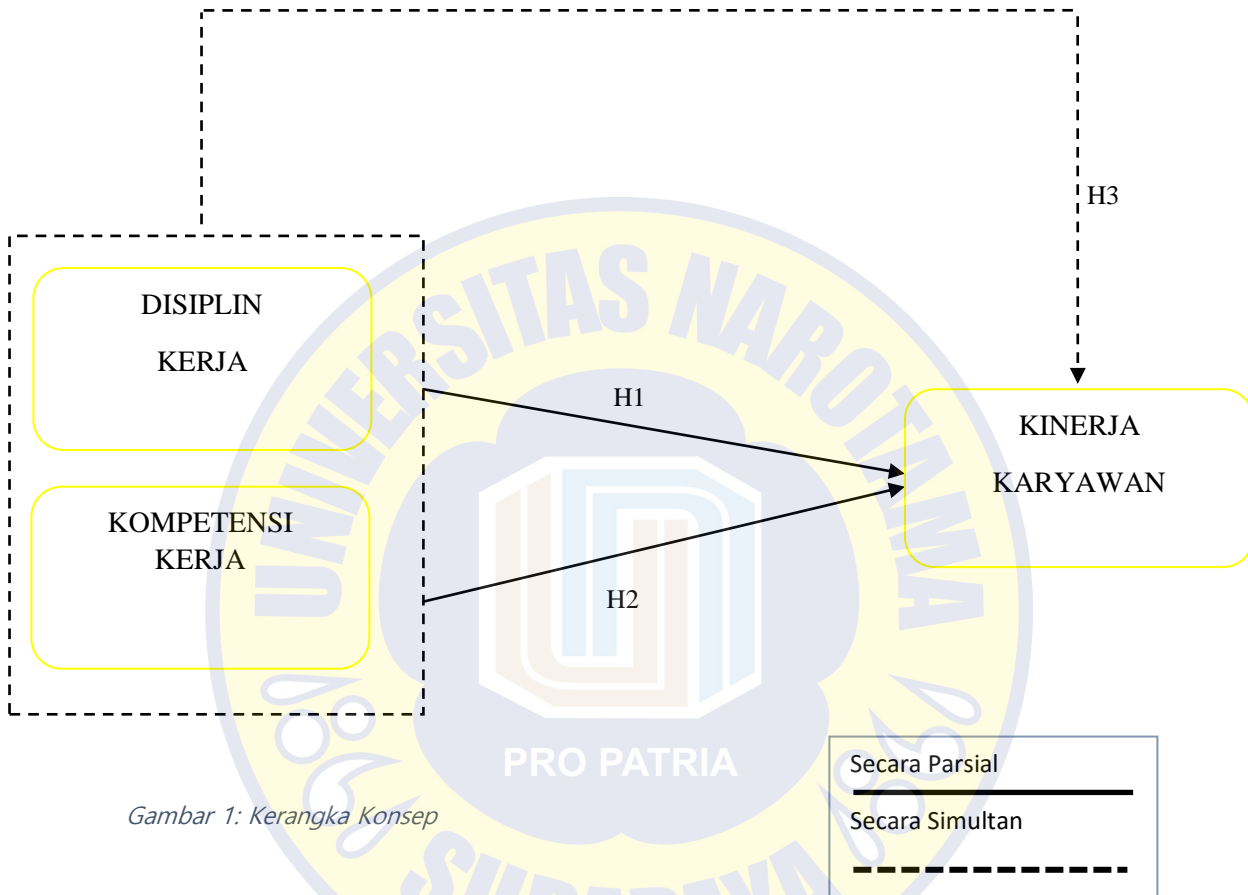 H3
DISIPLIN
KERJA
H1
KINERJA
KARYAWAN
KOMPETENSI
KERJA
H2
UNIVERSITAS NAROTAMA
PRO PATRIA
SURABAYA
Gambar 1: Kerangka Konsep
Secara Parsial
Secara Simultan